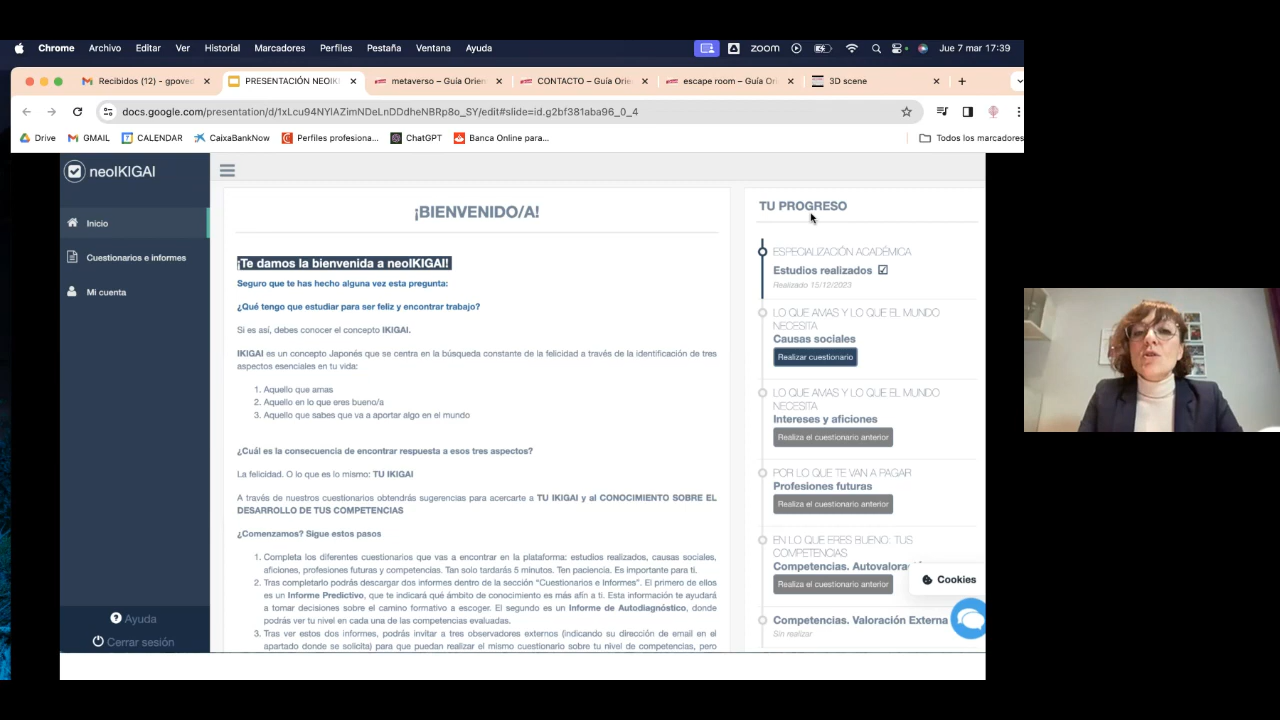 Chrome Archivo Editar Ver Historial Marcadores Perfiles Pestaña Ventana Ayuda zoom Jue 7 mar 17:39
Recibidos (12) - gpoved × PRESENTACIÓN NEOIKI × metaverso – Guía Orien × CONTACTO – Guía Orie × escape room – Guía Ori × 3D scene ×
docs.google.com/presentation/d/1xLcu94NYlAZimNDeLnDDdheNBRp8o_SY/edit#slide=id.g2bf381aba96_0_4
Drive GMAIL CALENDAR CaixaBankNow Perfiles profesiona... ChatGPT Banca Online para... Todos los marcadores
neoIKIGAI
Inicio
Cuestionarios e informes
Mi cuenta
Ayuda
Cerrar sesión
¡BIENVENIDO/A!
¡Te damos la bienvenida a neoIKIGAI!
Seguro que te has hecho alguna vez esta pregunta:
¿Qué tengo que estudiar para ser feliz y encontrar trabajo?
Si es así, debes conocer el concepto IKIGAI.
IKIGAI es un concepto Japonés que se centra en la búsqueda constante de la felicidad a través de la identificación de tres
aspectos esenciales en tu vida:
1. Aquello que amas
2. Aquello en lo que eres bueno/a
3. Aquello que sabes que va a aportar algo en el mundo
¿Cuál es la consecuencia de encontrar respuesta a esos tres aspectos?
La felicidad. O lo que es lo mismo: TU IKIGAI
A través de nuestros cuestionarios obtendrás sugerencias para acercarte a TU IKIGAI y al CONOCIMIENTO SOBRE EL
DESARROLLO DE TUS COMPETENCIAS
¿Comenzamos? Sigue estos pasos
1. Completa los diferentes cuestionarios que vas a encontrar en la plataforma: estudios realizados, causas sociales,
aficiones, profesiones futuras y competencias. Tan solo tardarás 5 minutos. Ten paciencia. Es importante para ti.
2. Tras completarlo podrás descargar dos informes dentro de la sección “Cuestionarios e Informes”. El primero de ellos
es un Informe Predictivo, que te indicará qué ámbito de conocimiento es más afín a ti. Esta información te ayudará
a tomar decisiones sobre el camino formativo a escoger. El segundo es un Informe de Autodiagnóstico, donde
podrás ver tu nivel en cada una de las competencias evaluadas.
3. Tras ver estos dos informes, podrás invitar a tres observadores externos (indicando su dirección de email en el
apartado donde se solicita) para que puedan realizar el mismo cuestionario sobre tu nivel de competencias, pero
TU PROGRESO
ESPECIALIZACIÓN ACADÉMICA
Estudios realizados
Realizado 15/12/2023
LO QUE AMAS Y LO QUE EL MUNDO
NECESITA
Causas sociales
Realizar cuestionario
LO QUE AMAS Y LO QUE EL MUNDO
NECESITA
Intereses y aficiones
Realiza el cuestionario anterior
POR LO QUE TE VAN A PAGAR
Profesiones futuras
Realiza el cuestionario anterior
EN LO QUE ERES BUENO: TUS
COMPETENCIAS
Competencias. Autovalorac
Realiza el cuestionario anterior
Cookies
Competencias. Valoración Externa
Sin realizar